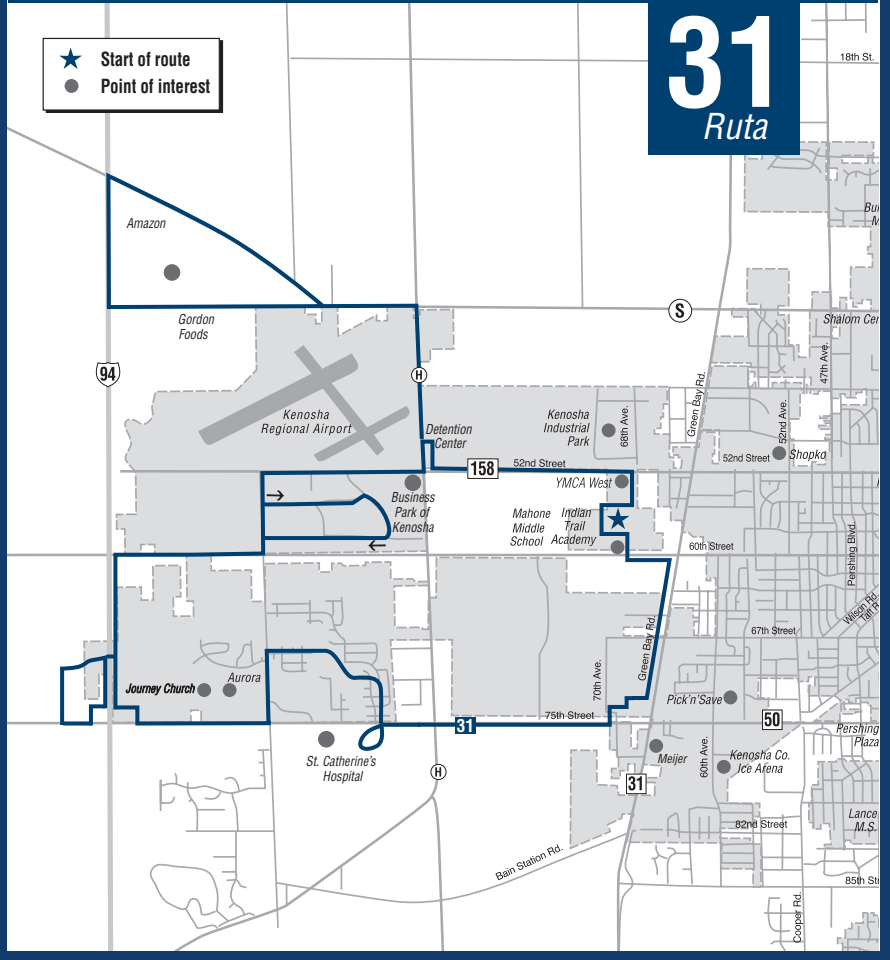 31
Ruta
Start of route
Point of interest
18th St.
Amazon
Gordon
Foods
S
Shalom Cen
94
H
47th Ave.
Green Bay Rd.
Kenosha
Regional Airport
Detention
Center
Kenosha
Industrial
Park
68th Ave.
52nd Ave.
52nd Street
Shopko
158
52nd Street
YMCA West
Business
Park of
Kenosha
Mahone
Middle
School
Indian
Trail
Academy
60th Street
Pershing Blvd.
Wilson Rd.
Taft R
67th Street
Green Bay Rd.
70th Ave.
Journey Church
Aurora
Pick'n'Save
75th Street
31
50
Pershing
Plaza
St. Catherine's
Hospital
H
Meijer
60th Ave.
Kenosha Co.
Ice Arena
31
82nd Street
Lance
M.S.
Bain Station Rd.
85th Str
Cooper Rd.